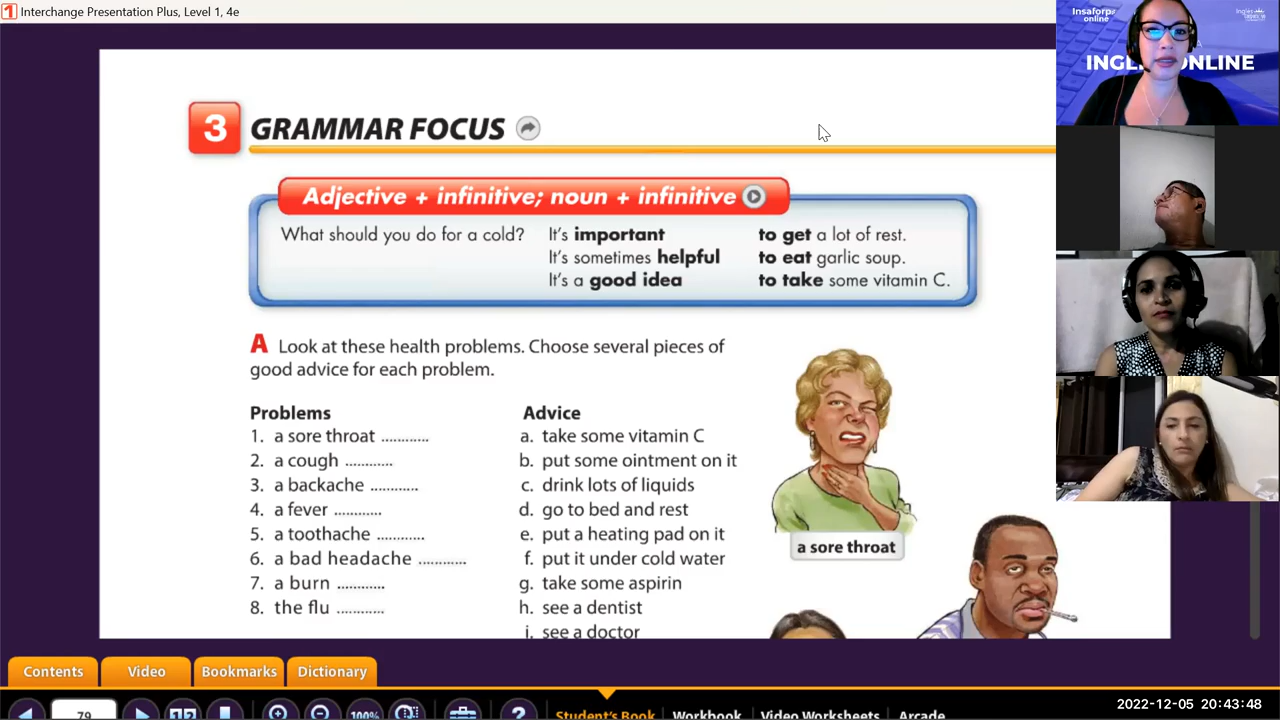 Interchange Presentation Plus, Level 1, 4e
Insaforp
online
INGL
ONLINE
3 GRAMMAR FOCUS
Adjective + infinitive; noun + infinitive
What should you do for a cold? It's important to get a lot of rest.
It's sometimes helpful to eat garlic soup.
It's a good idea to take some vitamin C.
A Look at these health problems. Choose several pieces of
good advice for each problem.
Problems Advice
1. a sore throat ............ a. take some vitamin C
2. a cough ............ b. put some ointment on it
3. a backache ............ c. drink lots of liquids
4. a fever ............ d. go to bed and rest
5. a toothache ............ e. put a heating pad on it
6. a bad headache ............ f. put it under cold water
7. a burn ............ g. take some aspirin
8. the flu ............ h. see a dentist
i. see a doctor
a sore throat
Contents Video Bookmarks Dictionary
79 100% ? Student's Book Workbook Video Worksheets Arcade
2022-12-05 20:43:48